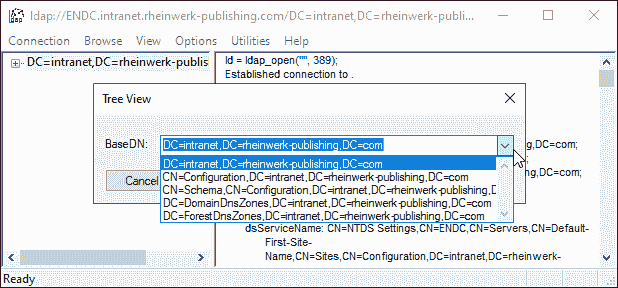 ldap://ENDC.intranet.rheinwerk-publishing.com/DC=intranet,DC=rheinwerk-publi...
Connection Browse View Options Utilities Help
DC=intranet,DC=rheinwerk-publis
ld = ldap_open("", 389);
Established connection to .
Tree View
BaseDN: DC=intranet,DC=rheinwerk-publishing,DC=com
DC=intranet,DC=rheinwerk-publishing,DC=com
CN=Configuration,DC=intranet,DC=rheinwerk-publishing,DC=com
CN=Schema,CN=Configuration,DC=intranet,DC=rheinwerk-publishing,D
DC=DomainDnsZones,DC=intranet,DC=rheinwerk-publishing,DC=com
DC=ForestDnsZones,DC=intranet,DC=rheinwerk-publishing,DC=com
Cancel
ng,DC=com;
g,DC=com;
dsServiceName: CN=NTDS Settings,CN=ENDC,CN=Servers,CN=Default-
First-Site-
Name,CN=Sites,CN=Configuration,DC=intranet,DC=rheinwerk-
Ready